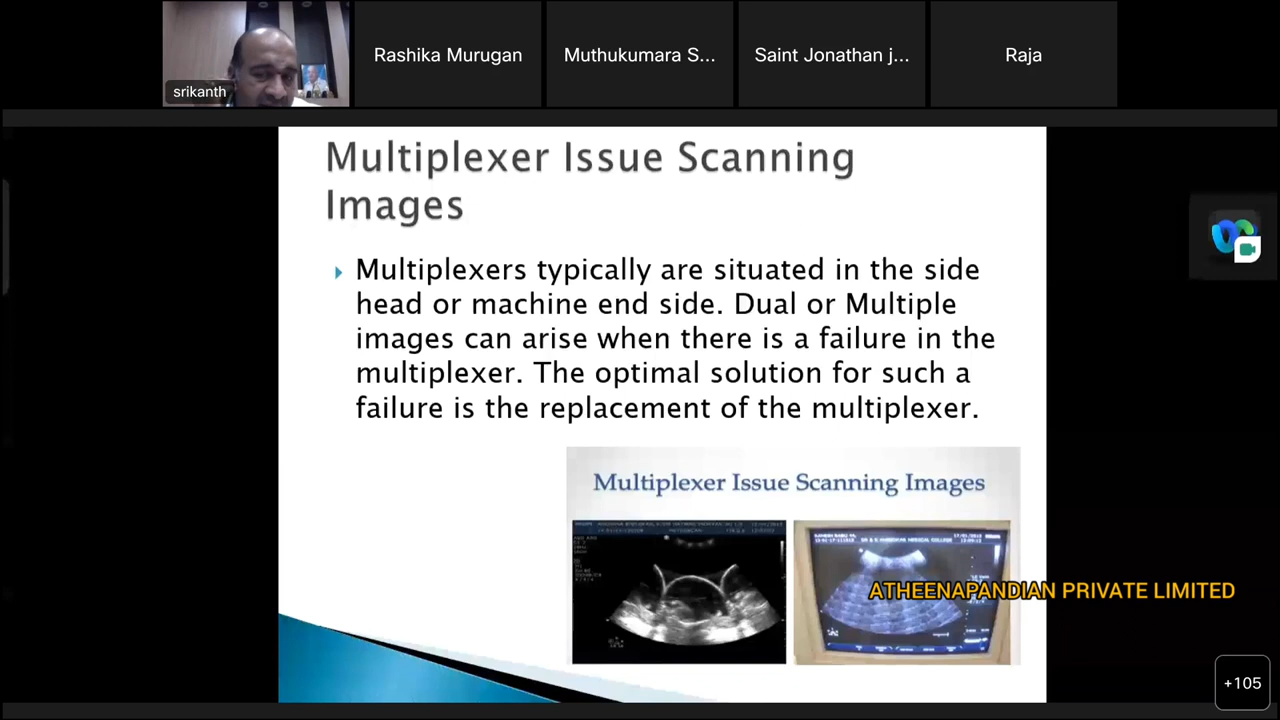 srikanth
Rashika Murugan
Muthukumara S...
Saint Jonathan j...
Raja
Multiplexer Issue Scanning
Images
Multiplexers typically are situated in the side
head or machine end side. Dual or Multiple
images can arise when there is a failure in the
multiplexer. The optimal solution for such a
failure is the replacement of the multiplexer.
Multiplexer Issue Scanning Images
ATHEENAPANDIAN PRIVATE LIMITED
+105